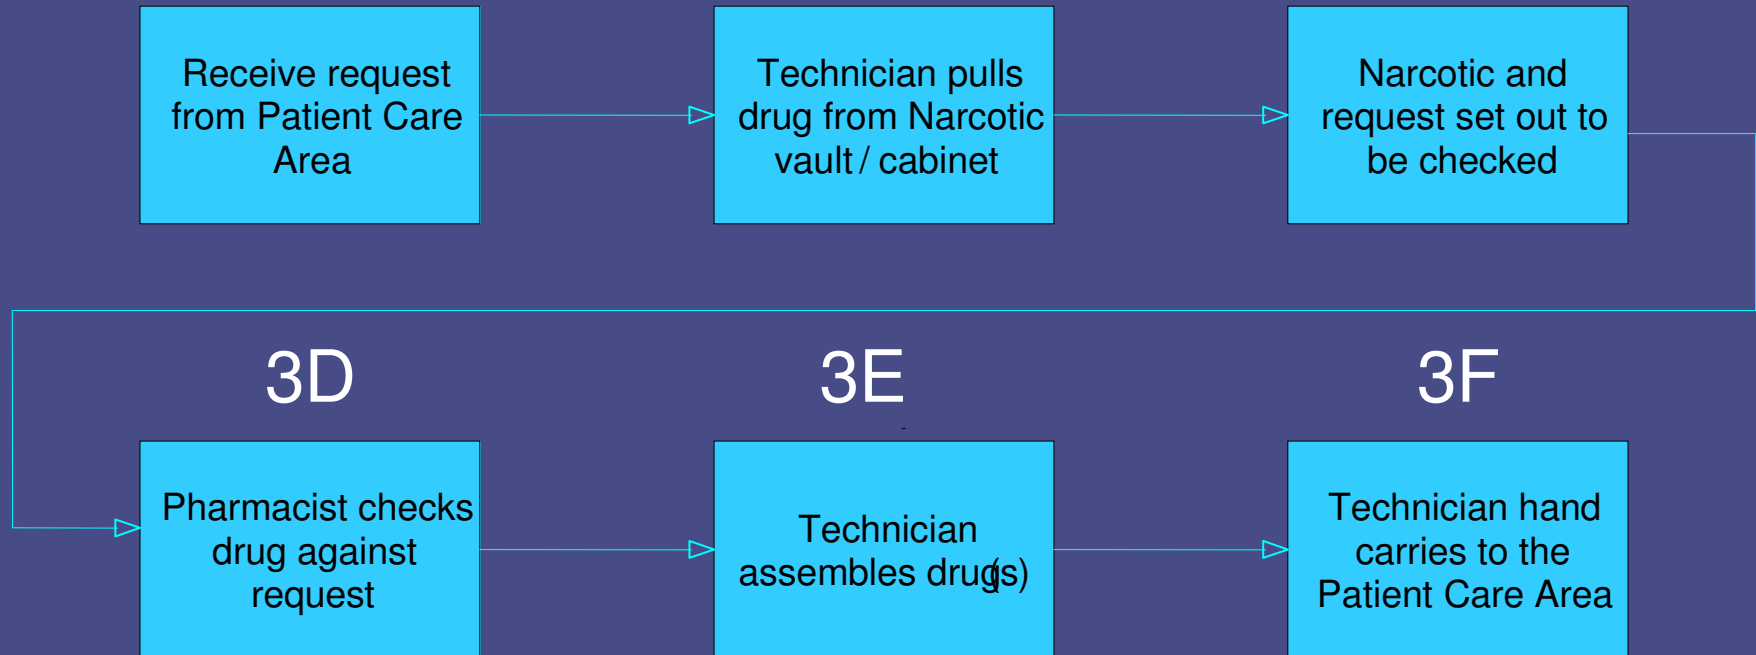 Receive request
from Patient Care
Area
Technician pulls
drug from Narcotic
vault / cabinet
Narcotic and
request set out to
be checked
3D
3E
3F
Pharmacist checks
drug against
request
Technician
assembles drug(s)
Technician hand
carries to the
Patient Care Area